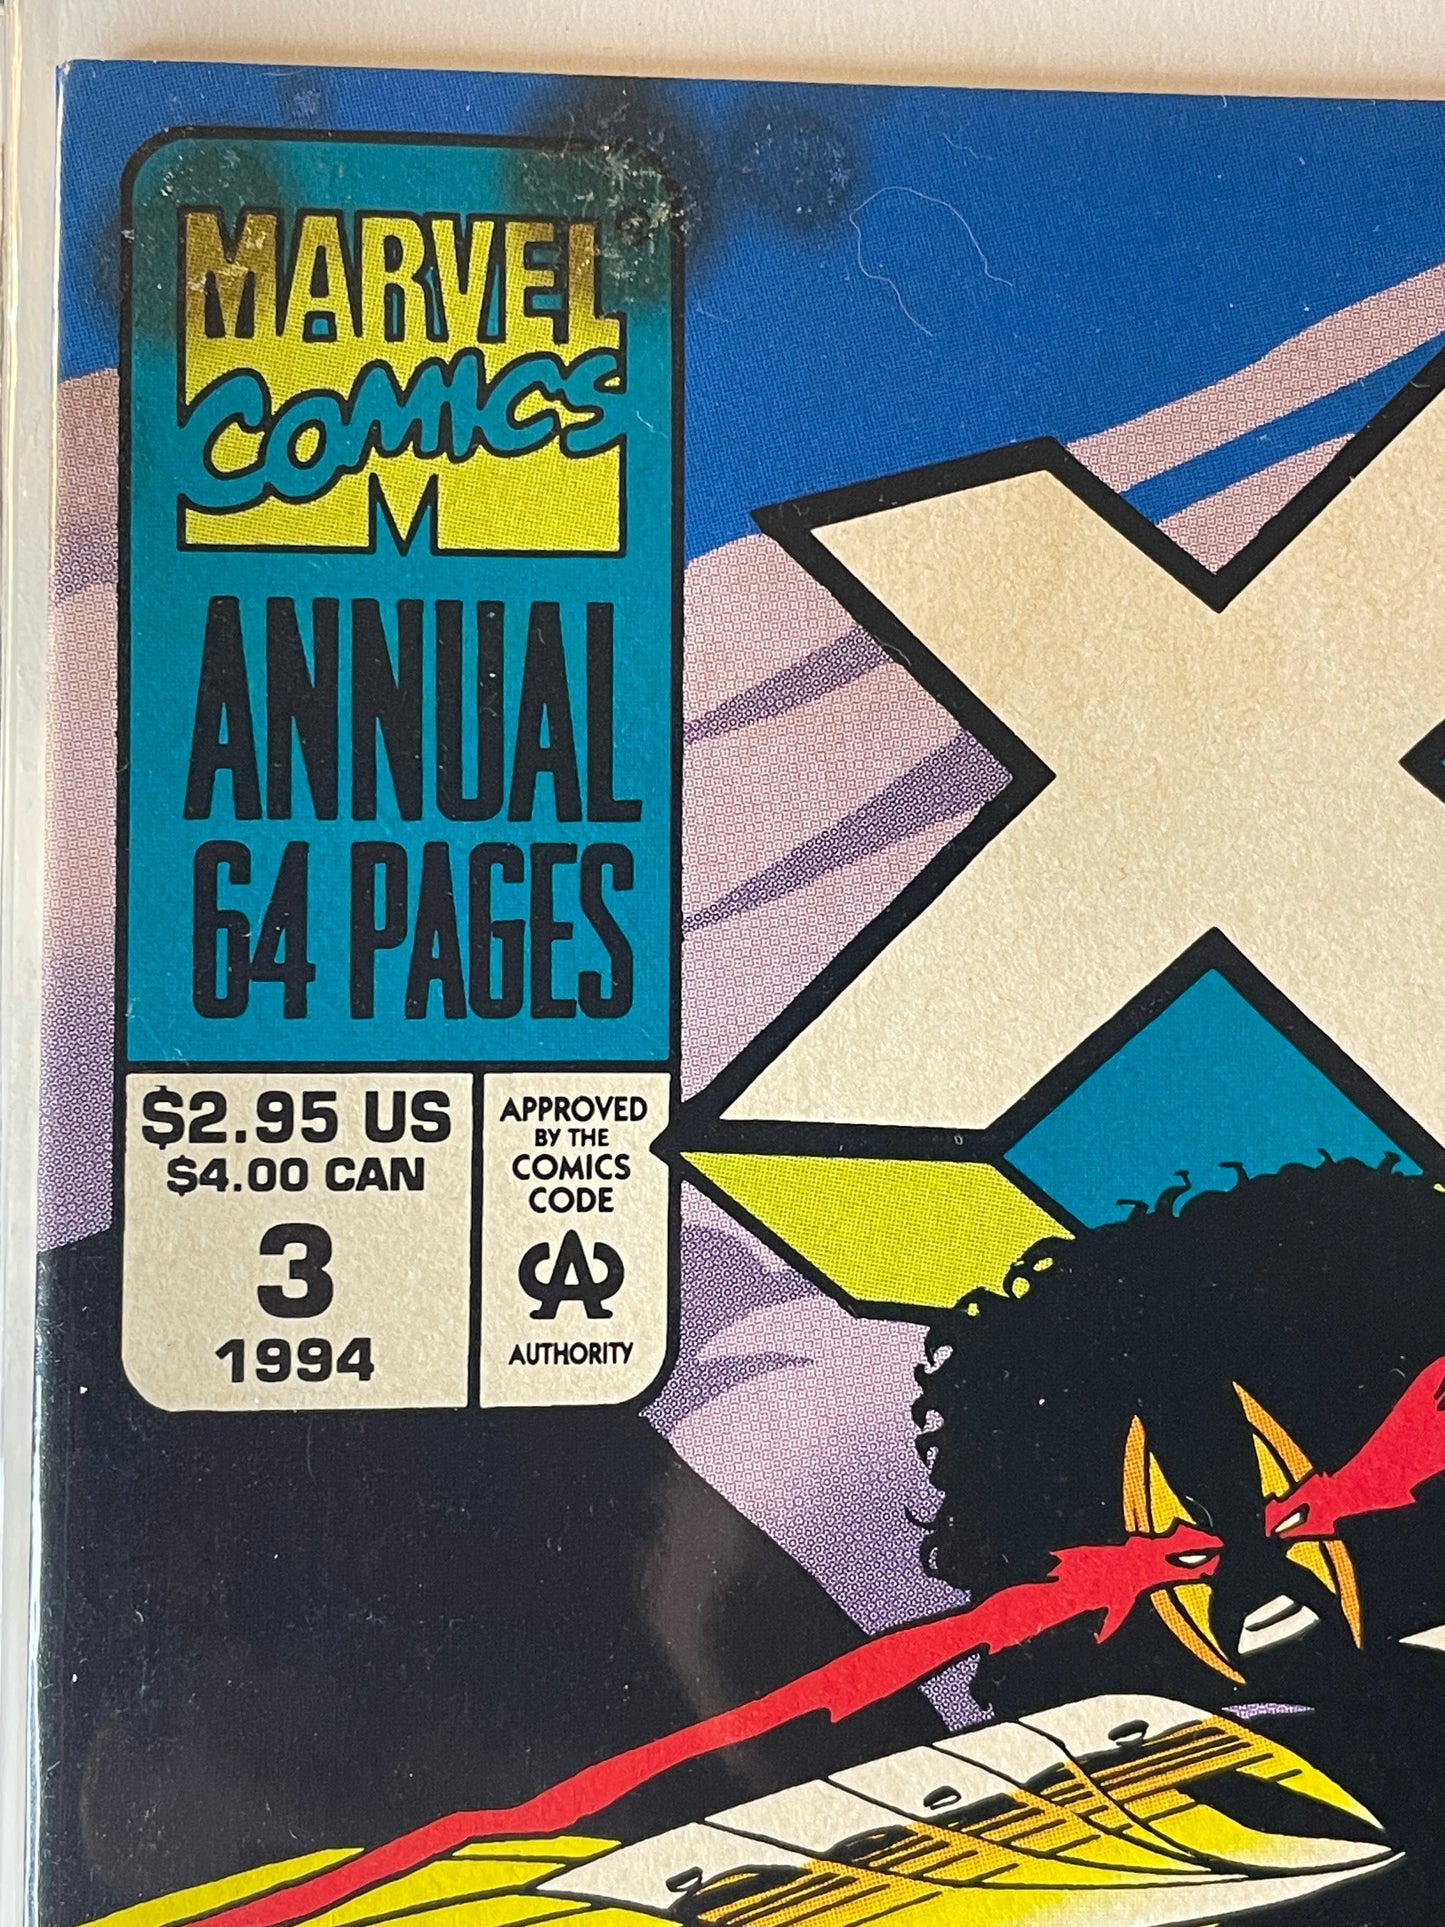 MARVEL
COMICS
M
ANNUAL
64 PAGES
$2.95 US
$4.00 CAN
3
1994
APPROVED
BY THE
COMICS
CODE
CA
AUTHORITY
X